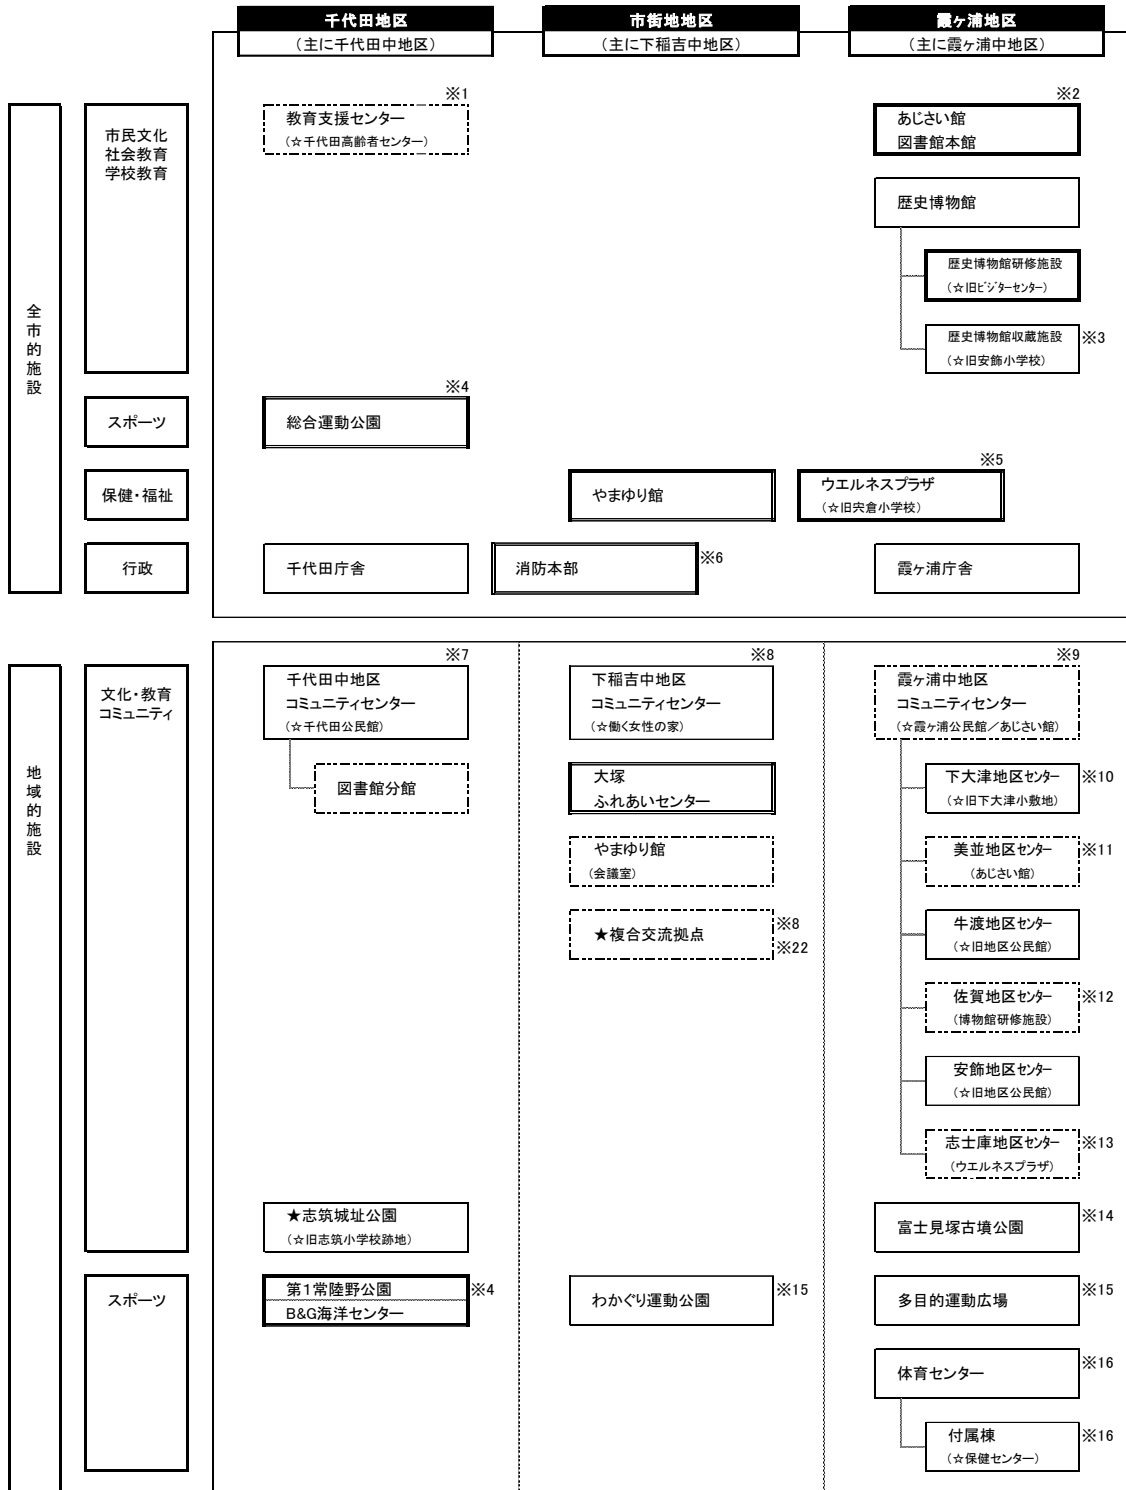 千代田地区
(主に千代田中地区)
市街地地区
(主に下稲吉中地区)
霞ヶ浦地区
(主に霞ヶ浦中地区)
全市的施設
市民文化
社会教育
学校教育
※1
教育支援センター
(☆千代田高齢者センター)
※2
あじさい館
図書館本館
歴史博物館
歴史博物館研修施設
(☆旧ビジターセンター)
歴史博物館収蔵施設
(☆旧安飾小学校)
※3
スポーツ
※4
総合運動公園
保健・福祉
やまゆり館
※5
ウエルネスプラザ
(☆旧宍倉小学校)
行政
千代田庁舎
消防本部
※6
霞ヶ浦庁舎
地域的施設
文化・教育
コミュニティ
※7
千代田中地区
コミュニティセンター
(☆千代田公民館)
図書館分館
※8
下稲吉中地区
コミュニティセンター
(☆働く女性の家)
大塚
ふれあいセンター
やまゆり館
(会議室)
★複合交流拠点
※8
※22
※9
霞ヶ浦中地区
コミュニティセンター
(☆霞ヶ浦公民館/あじさい館)
下大津地区センター
(☆旧下大津小敷地)
※10
美並地区センター
(あじさい館)
※11
牛渡地区センター
(☆旧地区公民館)
佐賀地区センター
(博物館研修施設)
※12
安飾地区センター
(☆旧地区公民館)
志士庫地区センター
(ウエルネスプラザ)
※13
★志筑城址公園
(☆旧志筑小学校跡地)
富士見塚古墳公園
※14
スポーツ
第1常陸野公園
B&G海洋センター
※4
わかぐり運動公園
※15
多目的運動広場
※15
体育センター
※16
付属棟
(☆保健センター)
※16